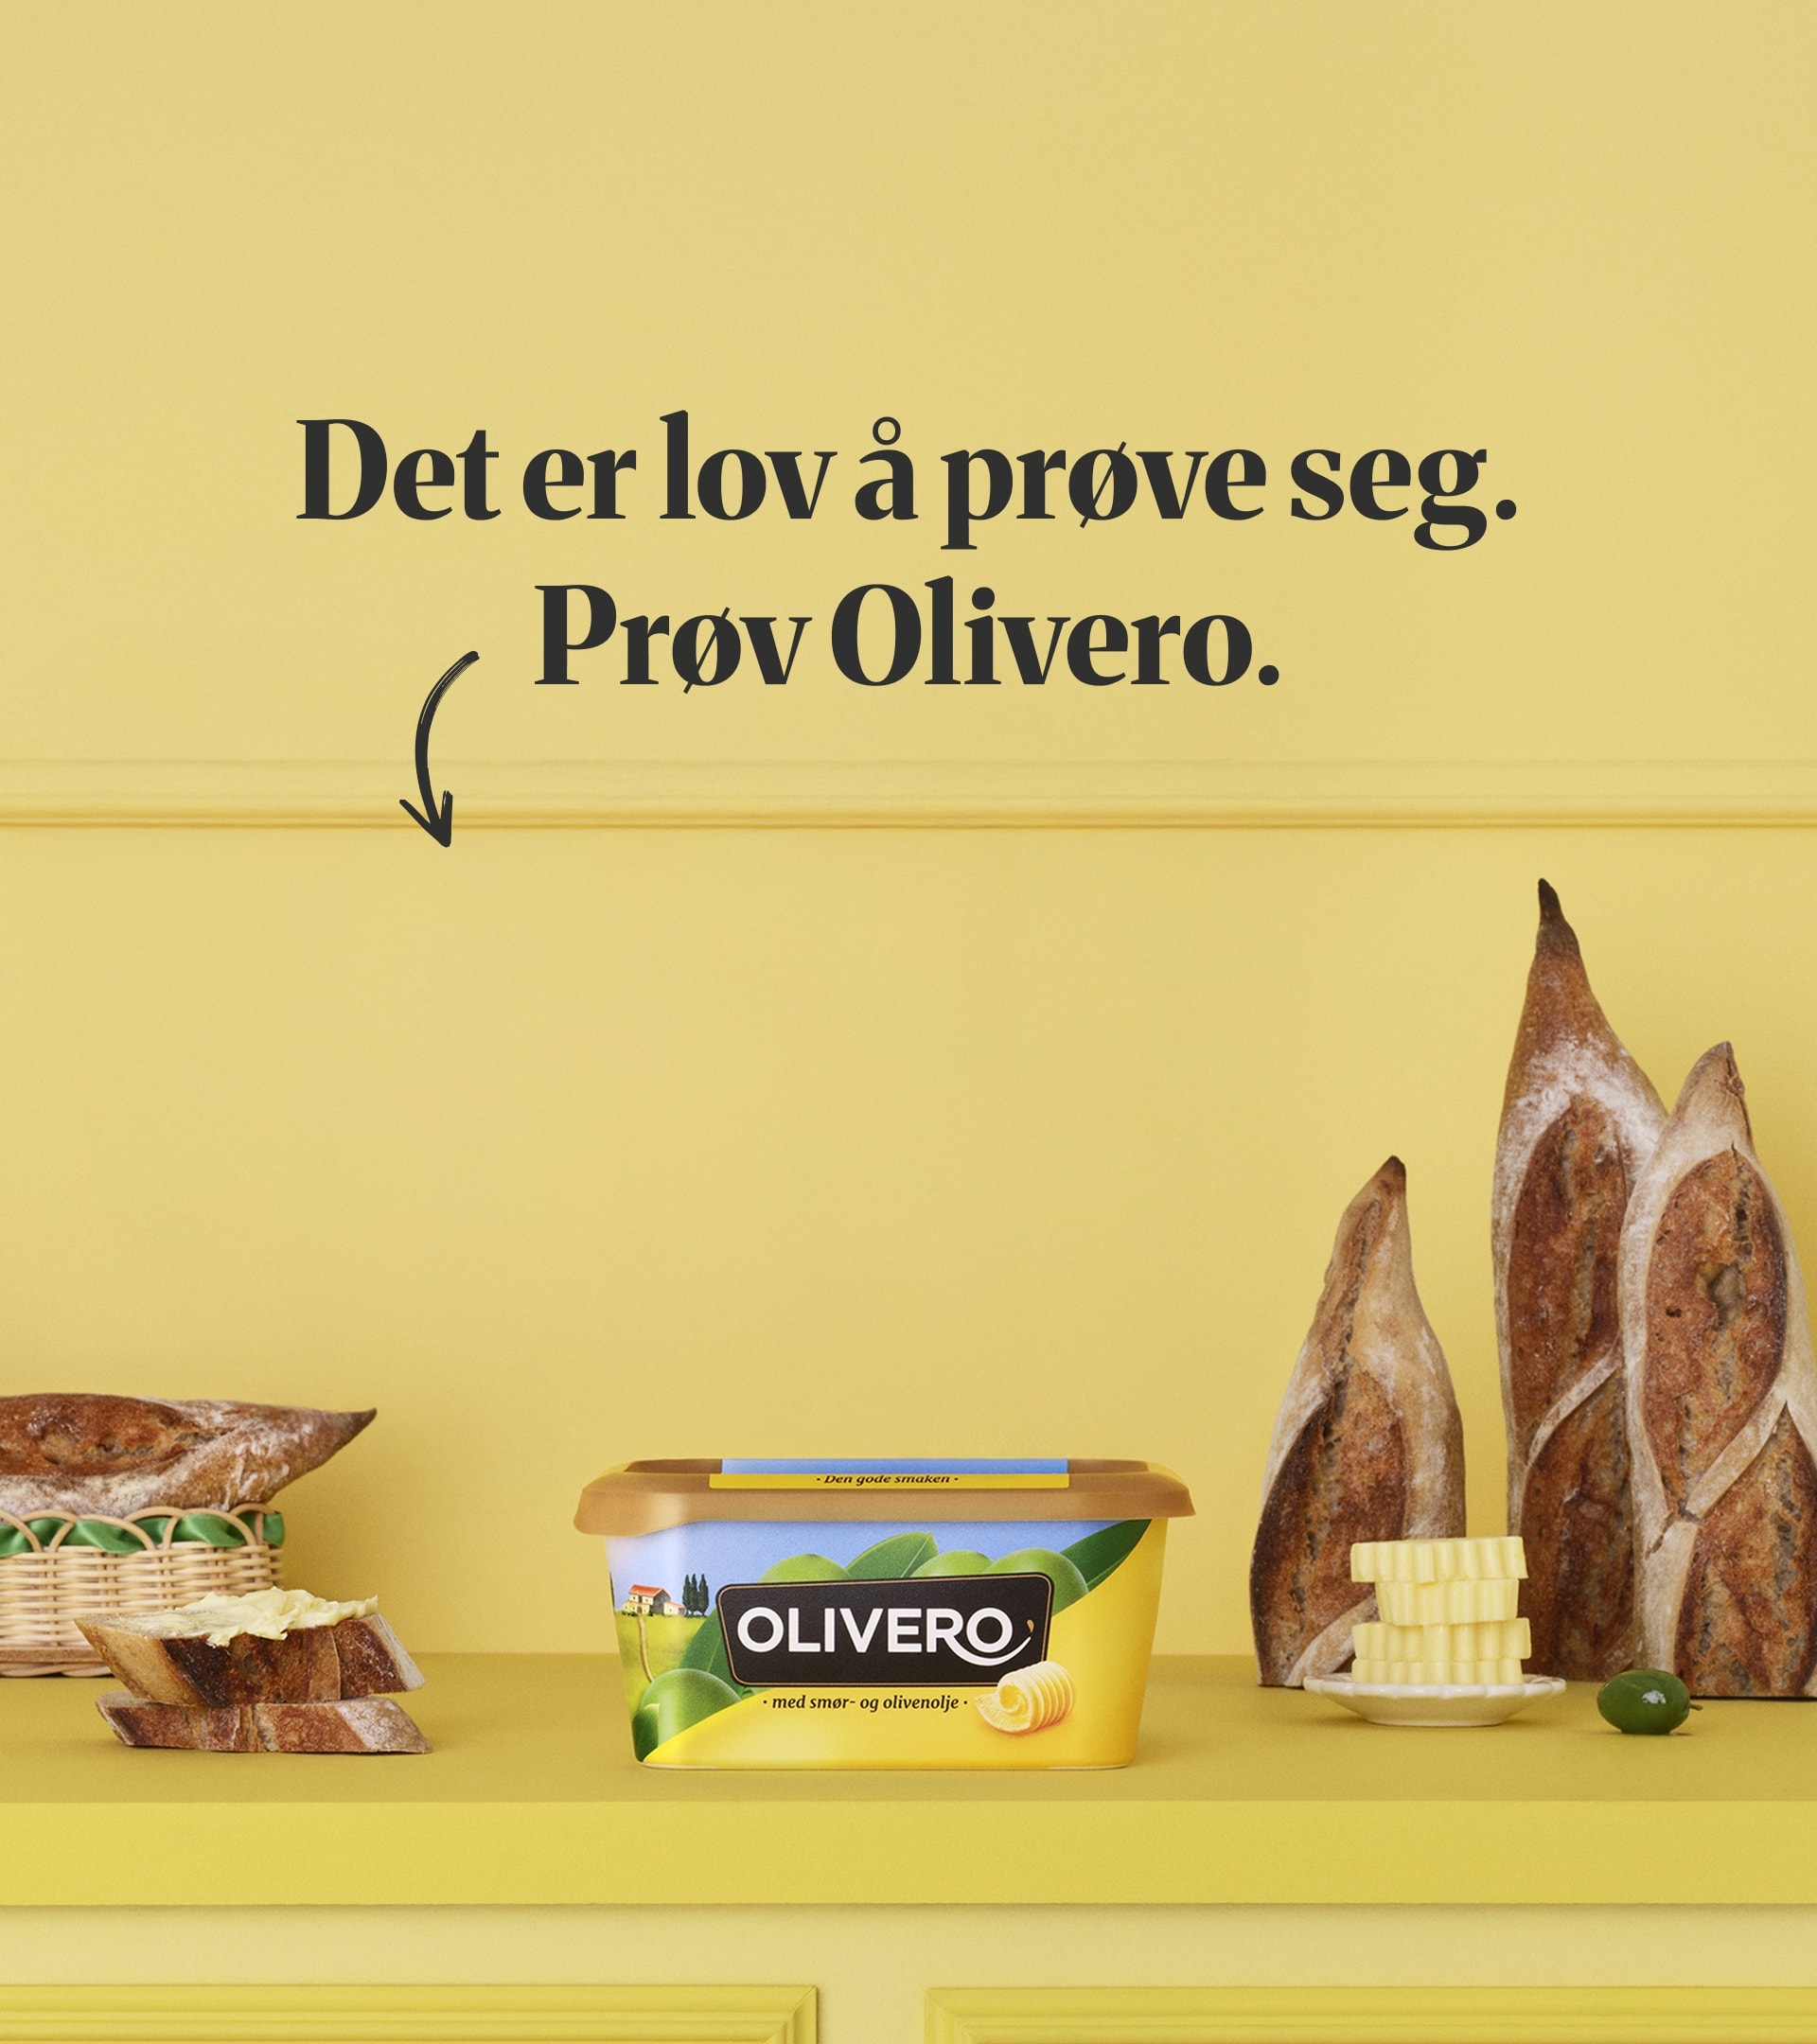 Det er lov å prøve seg.
Prøv Olivero.
· Den gode smaken ·
OLIVERO
· med smør- og olivenolje ·